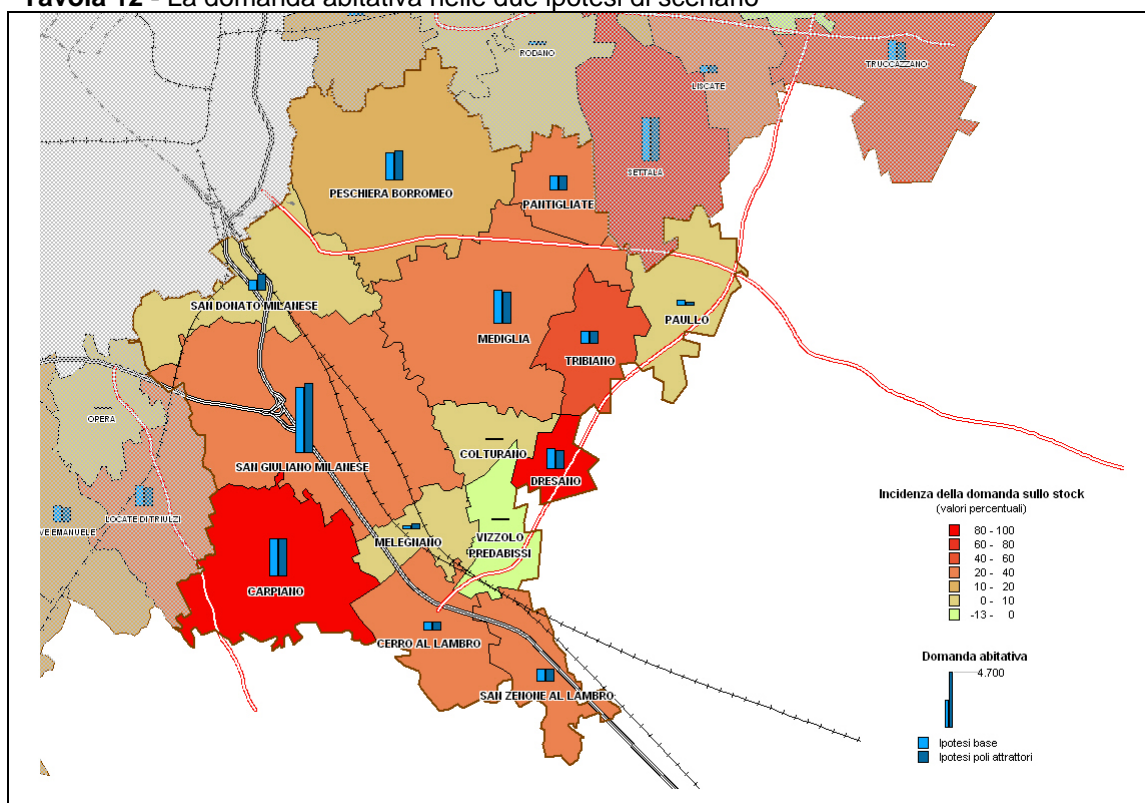 Tavola 12 - La domanda abitativa nelle due ipotesi di scenario
RODANO
TRUCCAZZANO
LISCATE
SETTALA
PESCHIERA BORROMEO
PANTIGLIATE
SAN DONATO MILANESE
PAULLO
MEDIGLIA
TRIBIANO
OPERA
COLTURANO
SAN GIULIANO MILANESE
DRESANO
Incidenza della domanda sullo stock
(valori percentuali)
80 - 100
60 - 80
40 - 60
20 - 40
10 - 20
0 - 10
-13 - 0
LOCATE DI TRIULZI
VE EMANUELE
MELEGNANO
VIZZOLO
PREDABISSI
CARPIANO
CERRO AL LAMBRO
SAN ZENONE AL LAMBRO
Domanda abitativa
4.700
Ipotesi base
Ipotesi poli attrattori